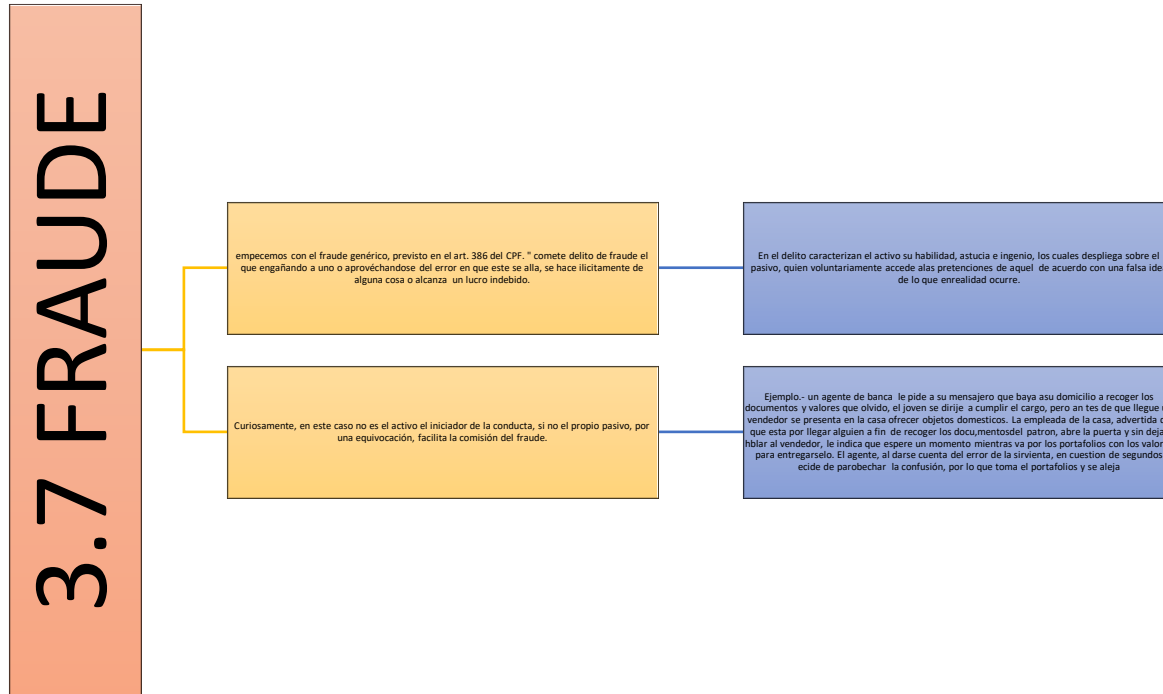 3.7 FRAUDE
empecemos con el fraude genérico, previsto en el art. 386 del CPF. " comete delito de fraude el
que engañando a uno o aprovéchandose del error en que este se alla, se hace ilicitamente de
alguna cosa o alcanza un lucro indebido.
En el delito caracterizan el activo su habilidad, astucia e ingenio, los cuales despliega sobre el
pasivo, quien voluntariamente accede alas pretenciones de aquel de acuerdo con una falsa idea
de lo que enrealidad ocurre.
Curiosamente, en este caso no es el activo el iniciador de la conducta, si no el propio pasivo, por
una equivocación, facilita la comisión del fraude.
Ejemplo.- un agente de banca le pide a su mensajero que baya asu domicilio a recoger los
documentos y valores que olvido, el joven se dirije a cumplir el cargo, pero an tes de que llegue
vendedor se presenta en la casa ofrecer objetos domesticos. La empleada de la casa, advertida
que esta por llegar alguien a fin de recoger los docu,mentosdel patron, abre la puerta y sin deja
hblar al vendedor, le indica que espere un momento mientras va por los portafolios con los valor
para entregarselo. El agente, al darse cuenta del error de la sirvienta, en cuestion de segundos
ecide de parobechar la confusión, por lo que toma el portafolios y se aleja